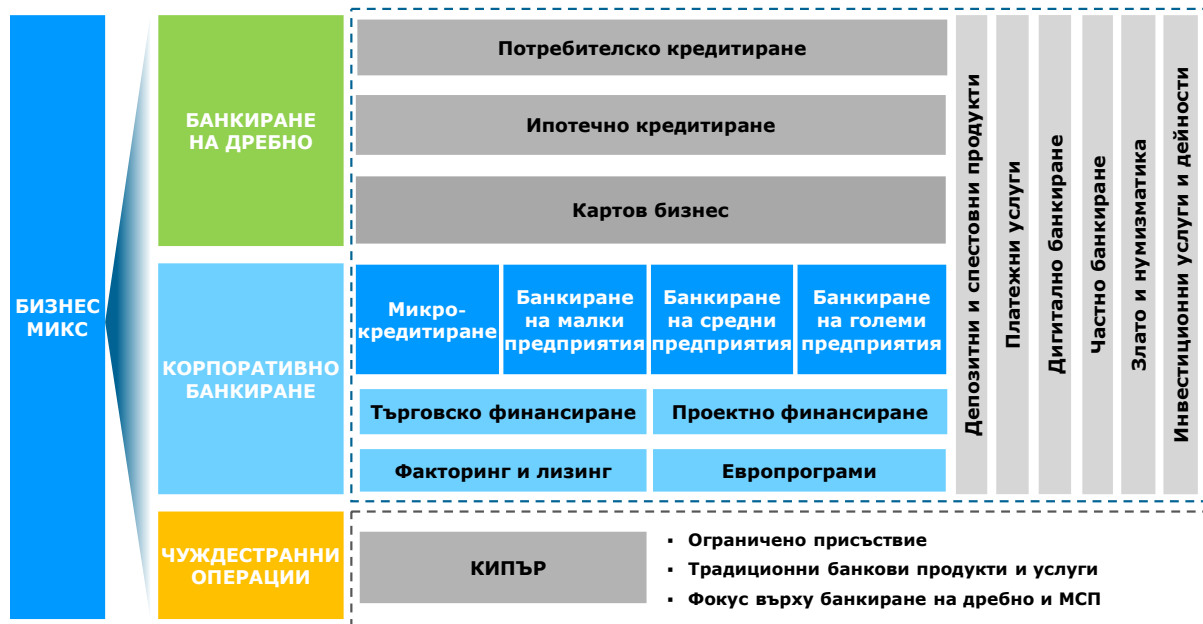 БИЗНЕС
МИКС
БАНКИРАНЕ
НА ДРЕБНО
Потребителско кредитиране
Ипотечно кредитиране
Картов бизнес
КОРПОРАТИВНО
БАНКИРАНЕ
Микро-
кредитиране
Банкиране
на малки
предприятия
Банкиране
на средни
предприятия
Банкиране
на големи
предприятия
Търговско финансиране
Проектно финансиране
Факторинг и лизинг
Европрограми
Депозитни и спестовни продукти
Платежни услуги
Дигитално банкиране
Частно банкиране
Злато и нумизматика
Инвестиционни услуги и дейности
ЧУЖДЕСТРАННИ
ОПЕРАЦИИ
КИПЪР
▪ Ограничено присъствие
▪ Традиционни банкови продукти и услуги
▪ Фокус върху банкиране на дребно и МСП